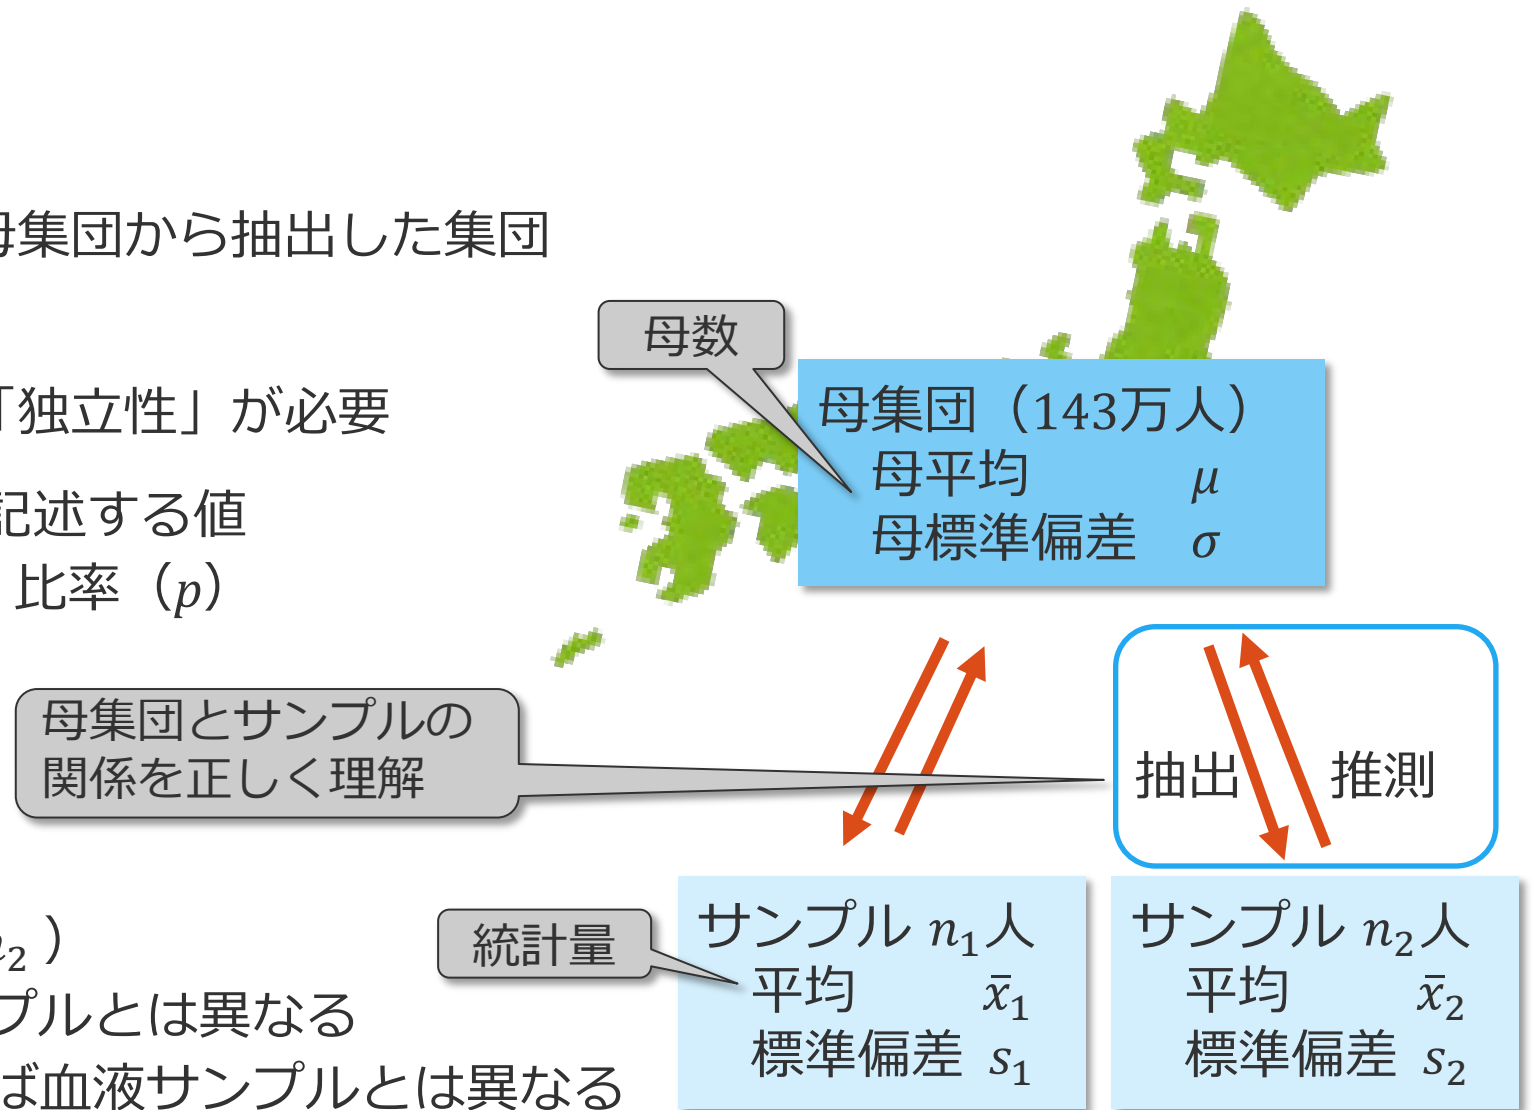 母集団から抽出した集団
「独立性」が必要
記述する値
比率（p）
母数
母集団（143万人）
母平均 μ
母標準偏差 σ
母集団とサンプルの
関係を正しく理解
抽出 推測
₂ ）
プルとは異なる
ば血液サンプルとは異なる
統計量
サンプル n₁人
平均 x̄₁
標準偏差 s₁
サンプル n₂人
平均 x̄₂
標準偏差 s₂